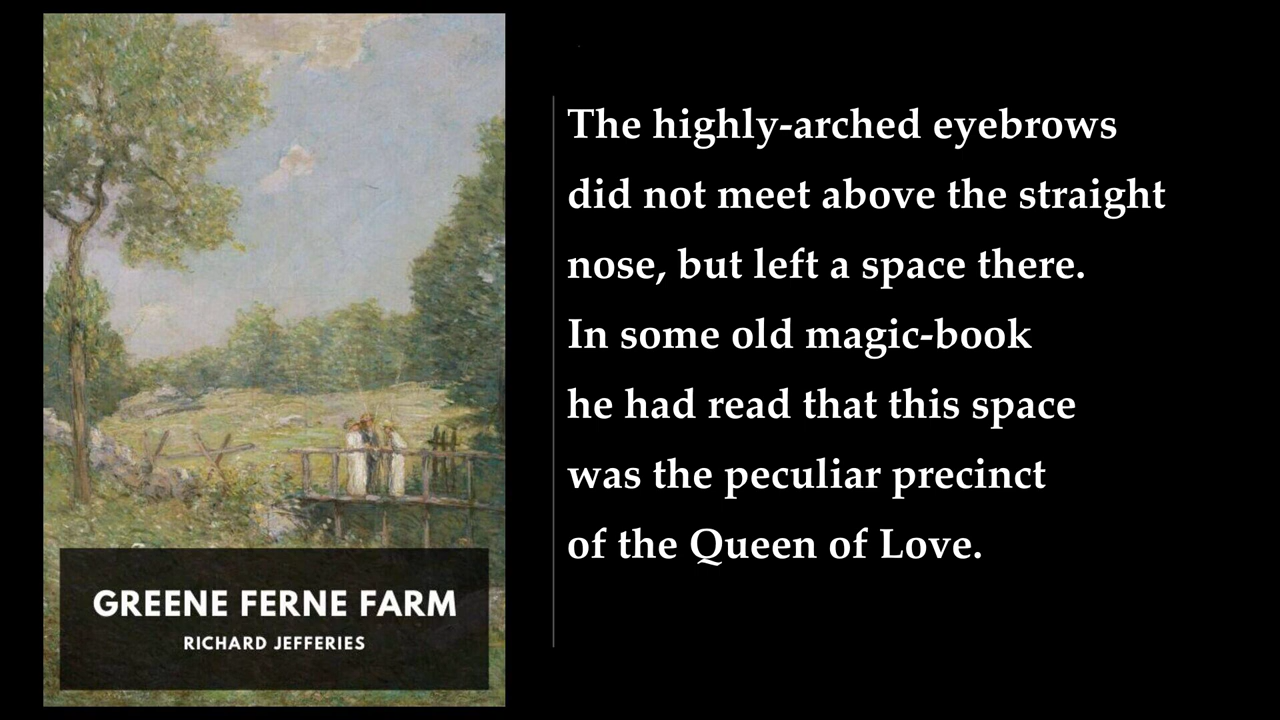 GREENE FERNE FARM
RICHARD JEFFERIES
The highly-arched eyebrows
did not meet above the straight
nose, but left a space there.
In some old magic-book
he had read that this space
was the peculiar precinct
of the Queen of Love.